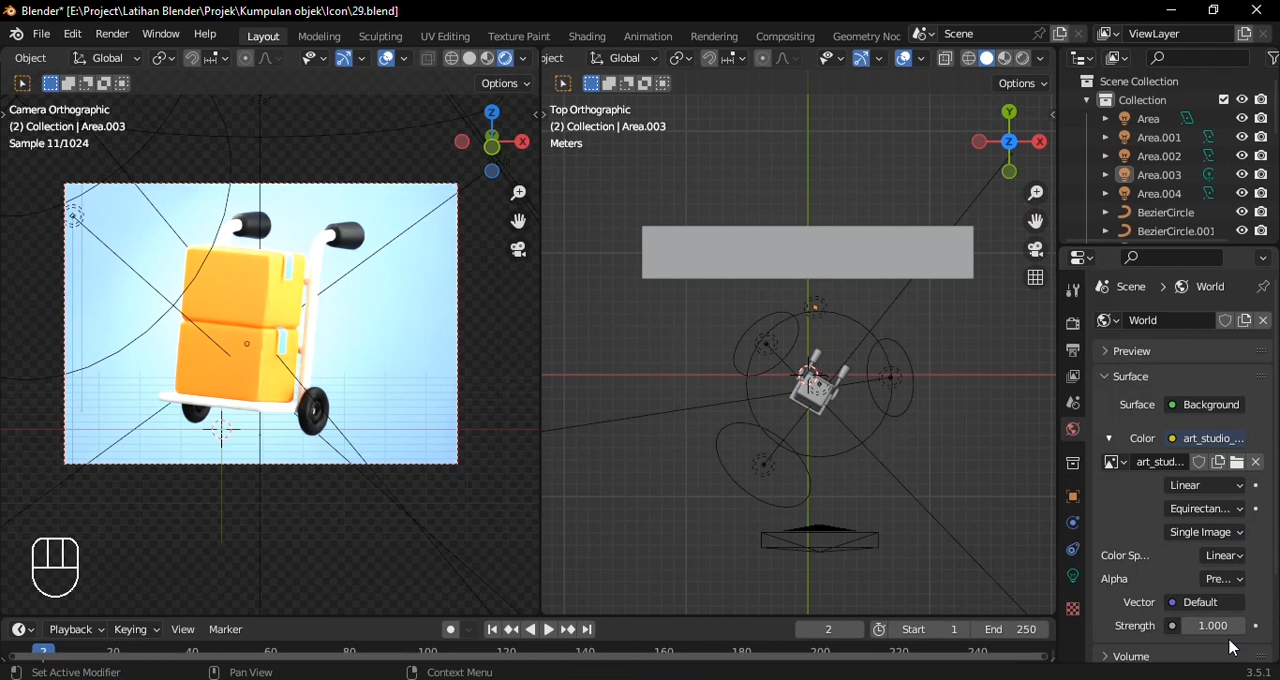 Blender* [E:\Project\Latihan Blender\Projek\Kumpulan objek\Icon\29.blend]
File Edit Render Window Help Layout Modeling Sculpting UV Editing Texture Paint Shading Animation Rendering Compositing Geometry Noc Scene ViewLayer
Object Global ject Global
Options Options
Scene Collection
Collection
Camera Orthographic Top Orthographic
(2) Collection | Area.003 (2) Collection | Area.003
Sample 11/1024 Meters
Z X Y Z X
Area
Area.001
Area.002
Area.003
Area.004
BezierCircle
BezierCircle.001
Scene > World
World
Preview
Surface
Surface Background
Color art_studio_...
art_stud...
Linear
Equirectan...
Single Image
Color Sp... Linear
Alpha Pre...
Vector Default
Strength 1.000
Volume
Playback Keying View Marker 2 Start 1 End 250
2 20 40 60 80 100 120 140 160 180 200 220 240
Set Active Modifier Pan View Context Menu 3.5.1